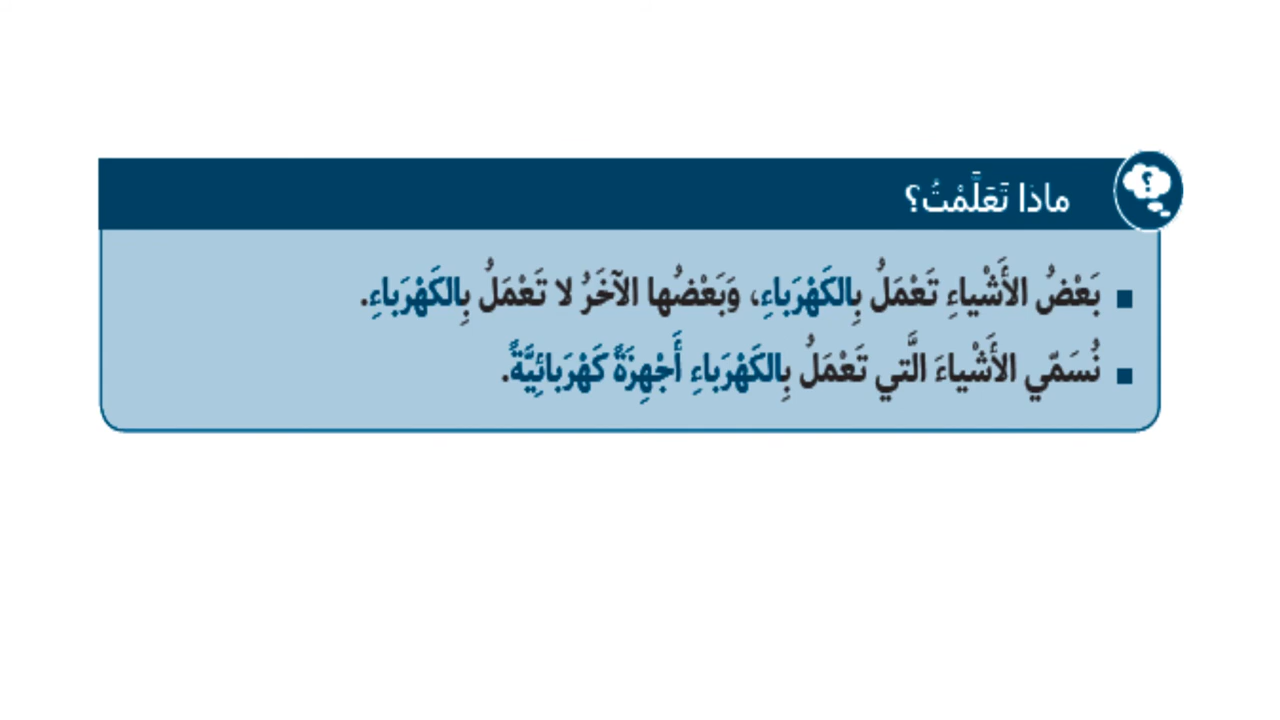 ماذا تَعَلَّمْتُ؟
؟
بَعْضُ الأَشْياءِ تَعْمَلُ بِالكَهْرَباءِ، وَبَعْضُها الآخَرُ لا تَعْمَلُ بِالكَهْرَباءِ.
نُسَمّي الأَشْياءَ الَّتي تَعْمَلُ بِالكَهْرَباءِ أَجْهِزَةً كَهْرَبائِيَّةً.